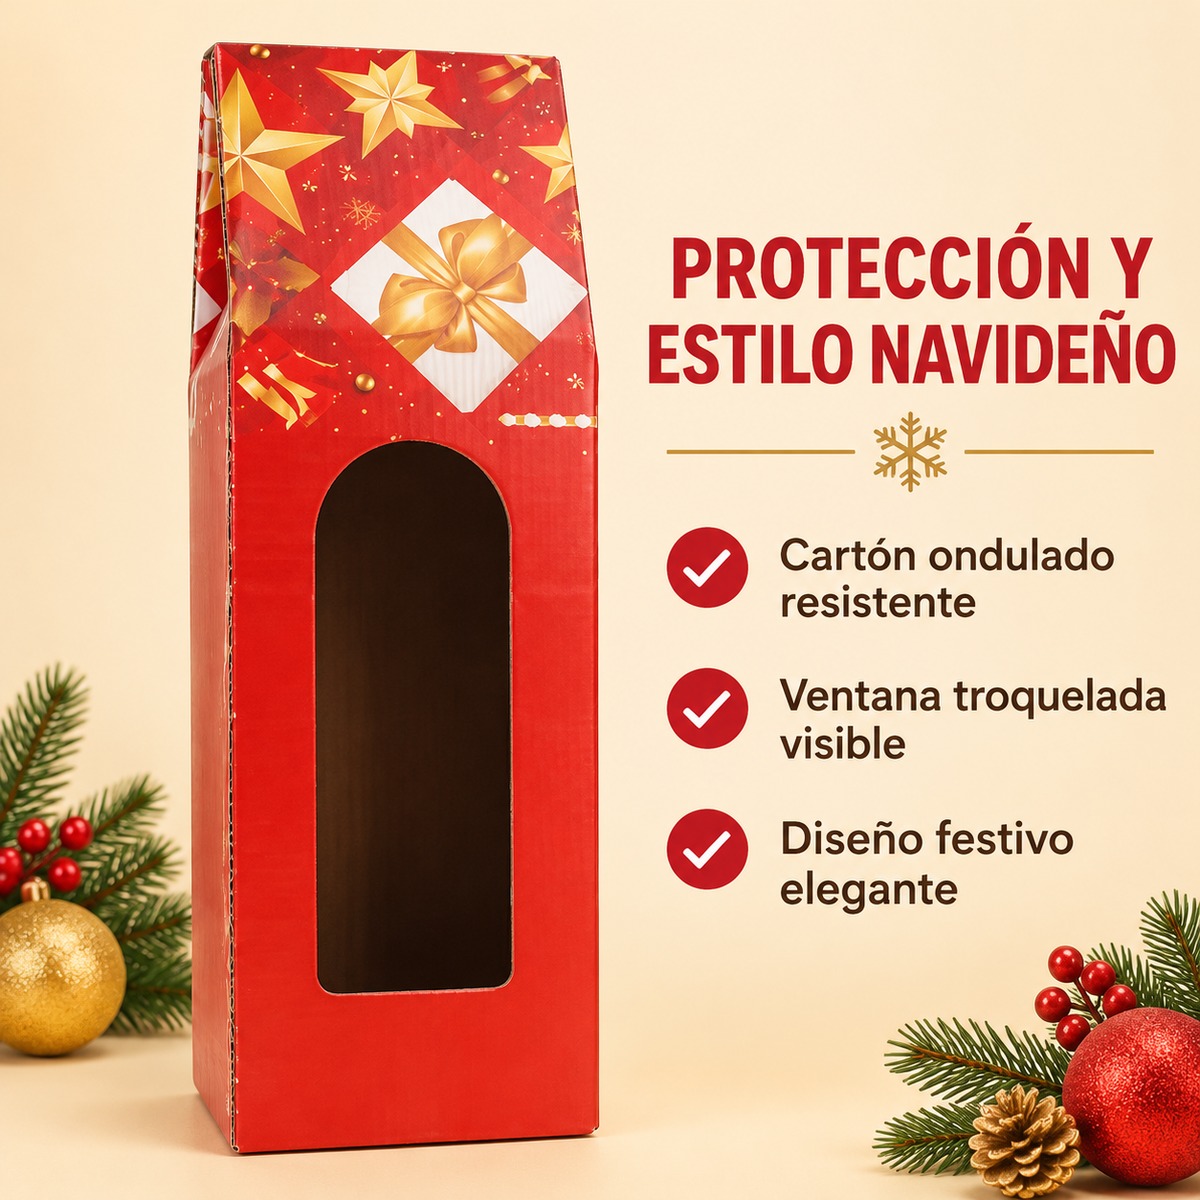 PROTECCIÓN Y
ESTILO NAVIDEÑO
Cartón ondulado
resistente
Ventana troquelada
visible
Diseño festivo
elegante